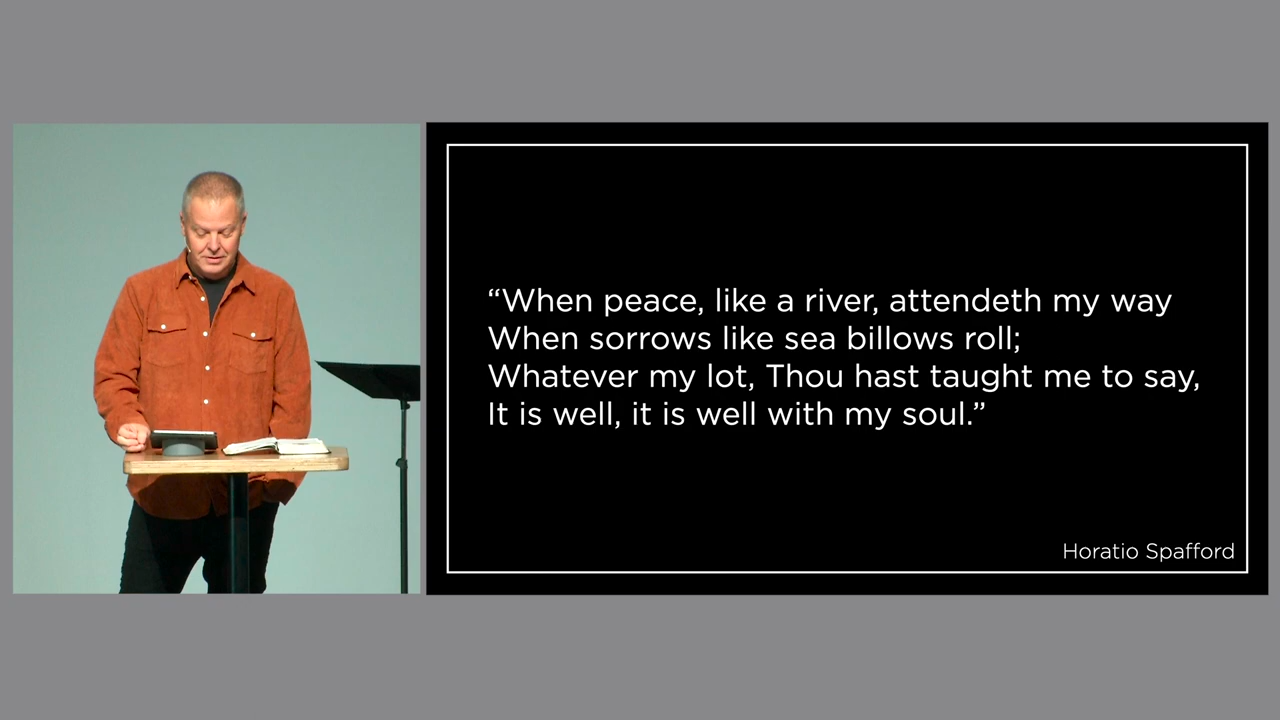 “When peace, like a river, attendeth my way
When sorrows like sea billows roll;
Whatever my lot, Thou hast taught me to say,
It is well, it is well with my soul.”
Horatio Spafford